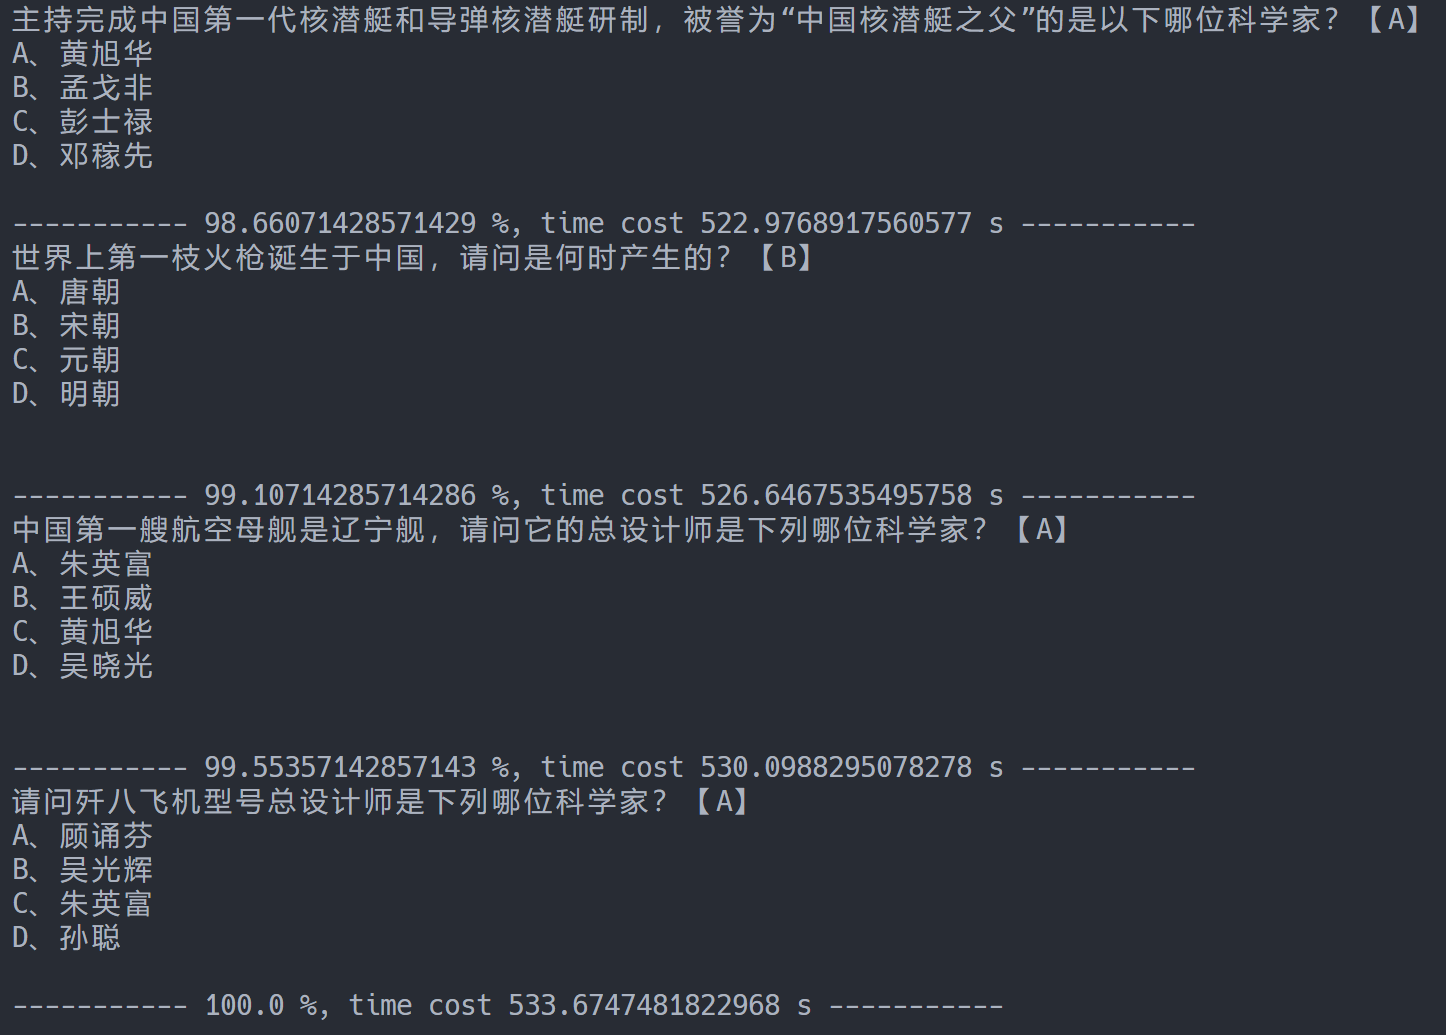 主持完成中国第一代核潜艇和导弹核潜艇研制，被誉为“中国核潜艇之父”的是以下哪位科学家？【A】
A、黄旭华
B、孟戈非
C、彭士禄
D、邓稼先
----------- 98.66071428571429 %, time cost 522.9768917560577 s -----------
世界上第一枝火枪诞生于中国，请问是何时产生的？【B】
A、唐朝
B、宋朝
C、元朝
D、明朝
----------- 99.10714285714286 %, time cost 526.6467535495758 s -----------
中国第一艘航空母舰是辽宁舰，请问它的总设计师是下列哪位科学家？【A】
A、朱英富
B、王硕威
C、黄旭华
D、吴晓光
----------- 99.55357142857143 %, time cost 530.0988295078278 s -----------
请问歼八飞机型号总设计师是下列哪位科学家？【A】
A、顾诵芬
B、吴光辉
C、朱英富
D、孙聪
----------- 100.0 %, time cost 533.6747481822968 s -----------